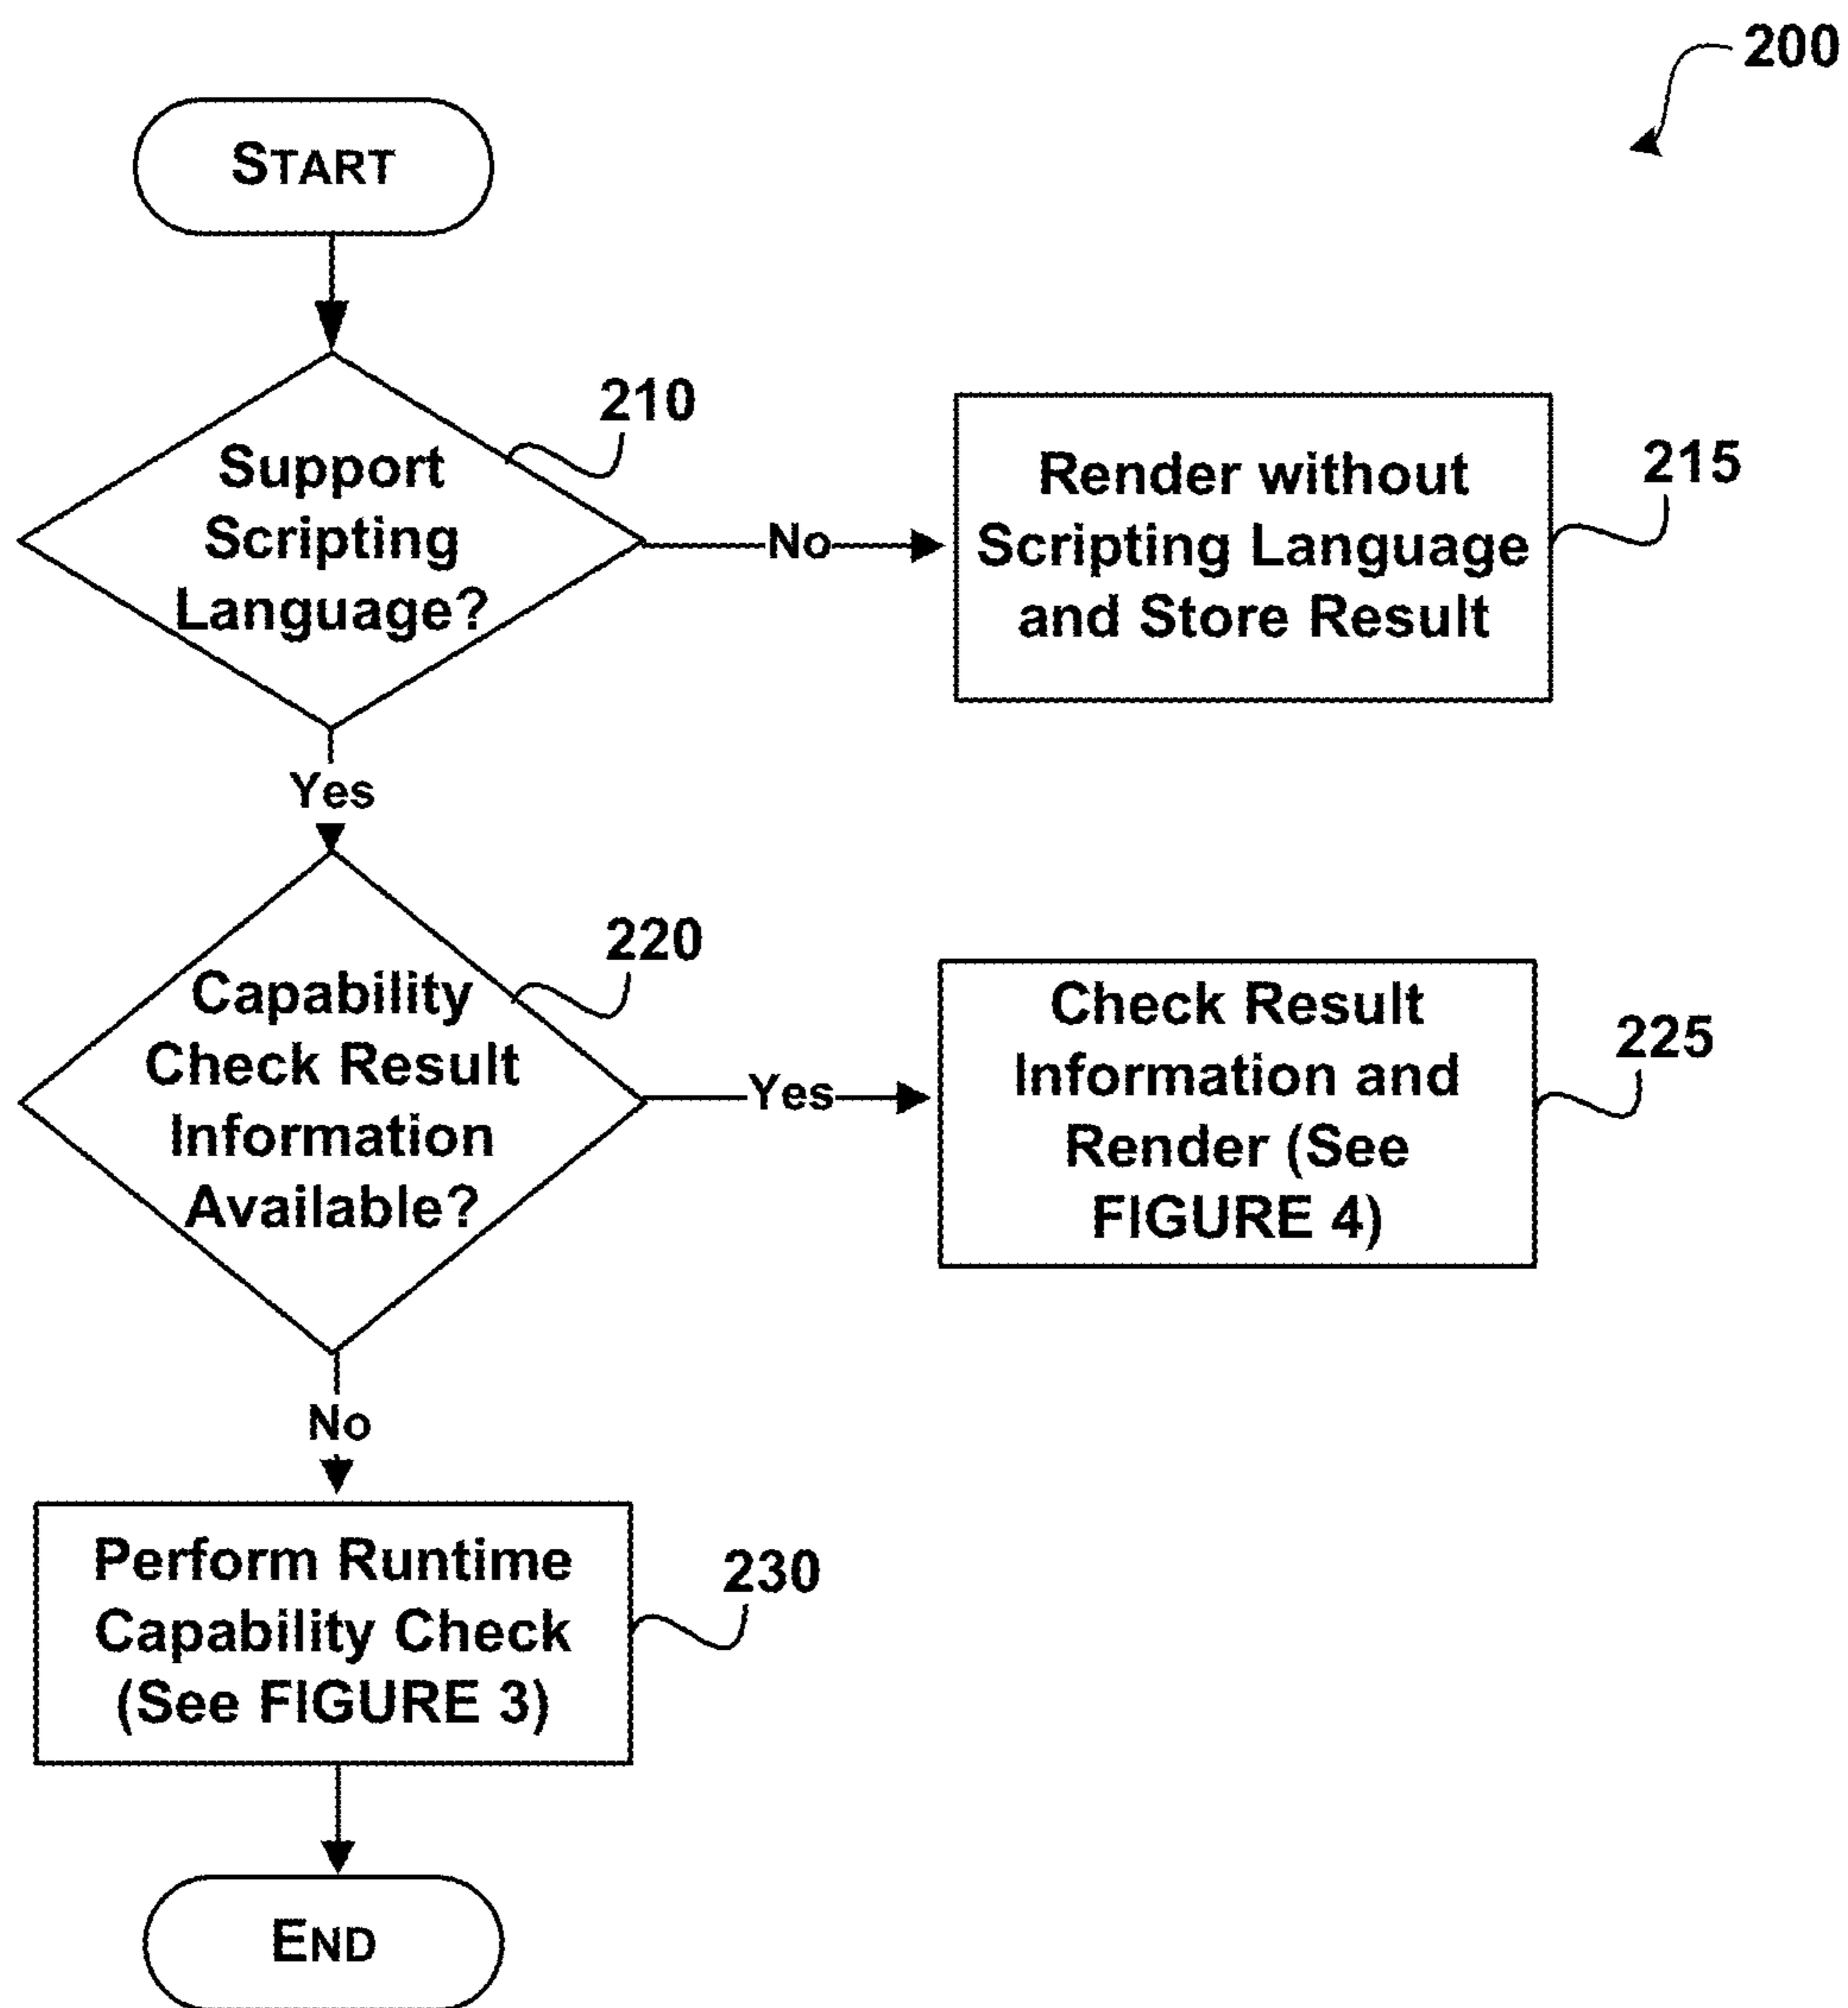 200
START
210
Support
Scripting
Language?
No
Render without
Scripting Language
and Store Result
215
Yes
220
Capability
Check Result
Information
Available?
Yes
Check Result
Information and
Render (See
FIGURE 4)
225
No
Perform Runtime
Capability Check
(See FIGURE 3)
230
END